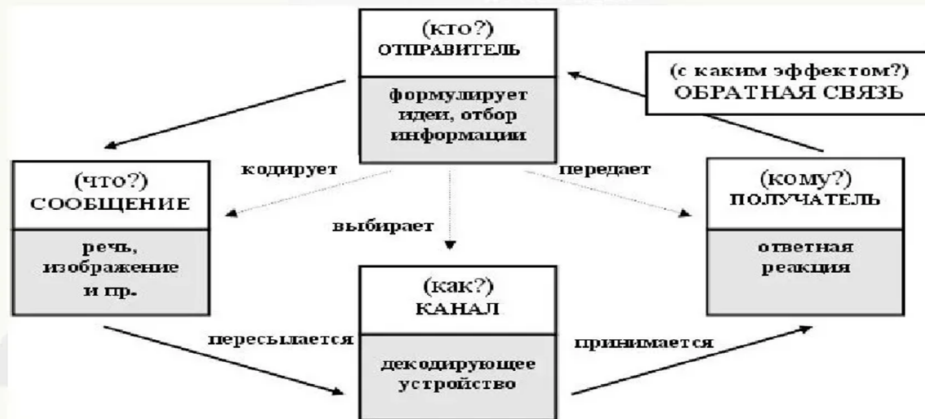 (кто?)
ОТПРАВИТЕЛЬ
формулирует
идеи, отбор
информации
(с каким эффектом?)
ОБРАТНАЯ СВЯЗЬ
кодирует
передает
выбирает
(что?)
СООБЩЕНИЕ
речь,
изображение
и пр.
(кому?)
ПОЛУЧАТЕЛЬ
ответная
реакция
(как?)
КАНАЛ
декодирующее
устройство
пересылается
принимается